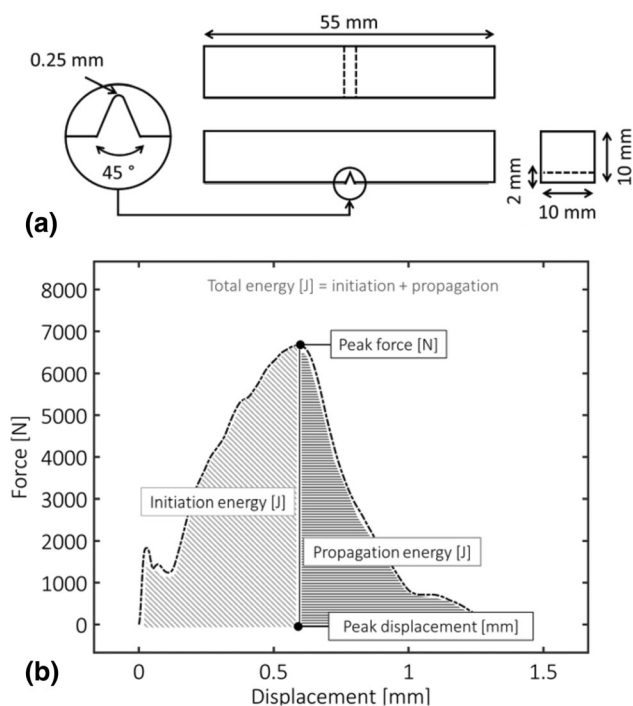 55 mm
0.25 mm
45 °
2 mm
10 mm
10 mm
(a)
Total energy [J] = initiation + propagation
8000
7000
6000
5000
4000
3000
2000
1000
0
Force [N]
Peak force [N]
Initiation energy [J]
Propagation energy [J]
Peak displacement [mm]
0
0.5
1
1.5
Displacement [mm]
(b)